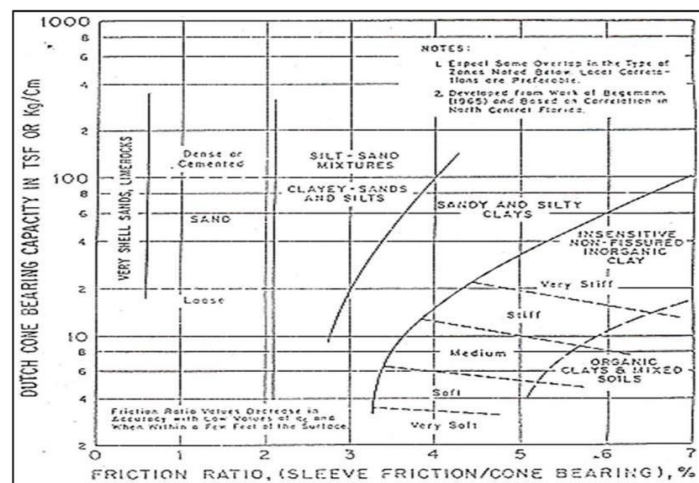 1000
8
6
4
2
100
8
6
4
2
10
8
6
4
2
DUTCH CONE BEARING CAPACITY IN TSF OR Kg/Cm
NOTES:
1. Expect Some Overlap in the Type of
Zones Noted Below. Local Correla-
tions are Preferable.
2. Developed from Work of Begemann
(1965) and Based on Correlation in
North Central Florida.
VERY SHELL SANDS, LIMEROCKS
Dense or
Cemented
SAND
Loose
SILT-SAND
MIXTURES
CLAYEY-SANDS
AND SILTS
SANDY AND SILTY
CLAYS
INSENSITIVE
NON-FISSURED
INORGANIC
CLAY
Very Stiff
Stiff
Medium
Soft
Very Soft
ORGANIC
CLAYS & MIXED
SOILS
Friction Ratio Values Decrease in
Accuracy with Low Values of qc and
When Within a Few Feet of the Surface.
0 1 2 3 4 5 6 7
FRICTION RATIO, (SLEEVE FRICTION/CONE BEARING), %